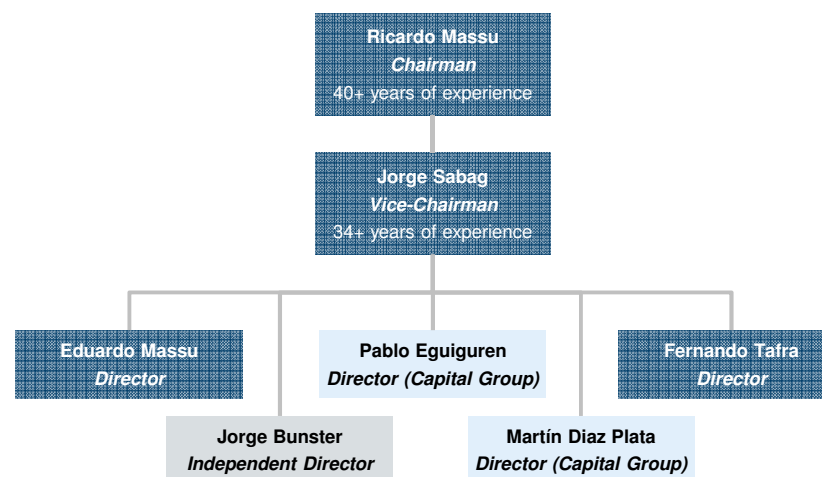 Ricardo Massu
Chairman
40+ years of experience
Jorge Sabag
Vice-Chairman
34+ years of experience
Eduardo Massu
Director
Pablo Eguiguren
Director (Capital Group)
Fernando Tafra
Director
Jorge Bunster
Independent Director
Martín Diaz Plata
Director (Capital Group)